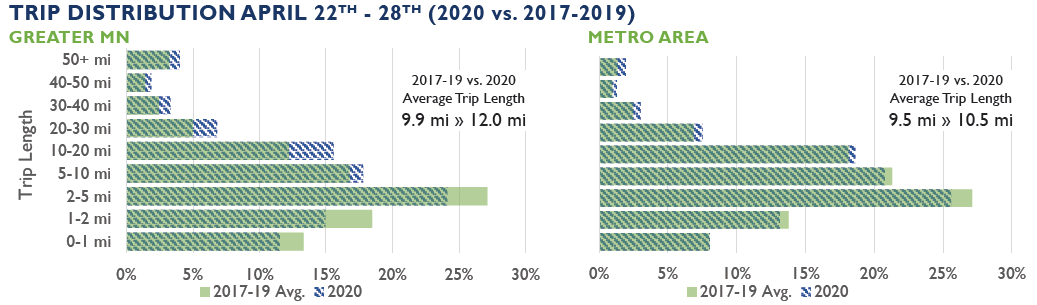 TRIP DISTRIBUTION APRIL 22TH - 28TH (2020 vs. 2017-2019)
GREATER MN
Trip Length
50+ mi
40-50 mi
30-40 mi
20-30 mi
10-20 mi
5-10 mi
2-5 mi
1-2 mi
0-1 mi
2017-19 vs. 2020
Average Trip Length
9.9 mi » 12.0 mi
0% 5% 10% 15% 20% 25% 30%
2017-19 Avg. 2020
METRO AREA
2017-19 vs. 2020
Average Trip Length
9.5 mi » 10.5 mi
0% 5% 10% 15% 20% 25% 30%
2017-19 Avg. 2020